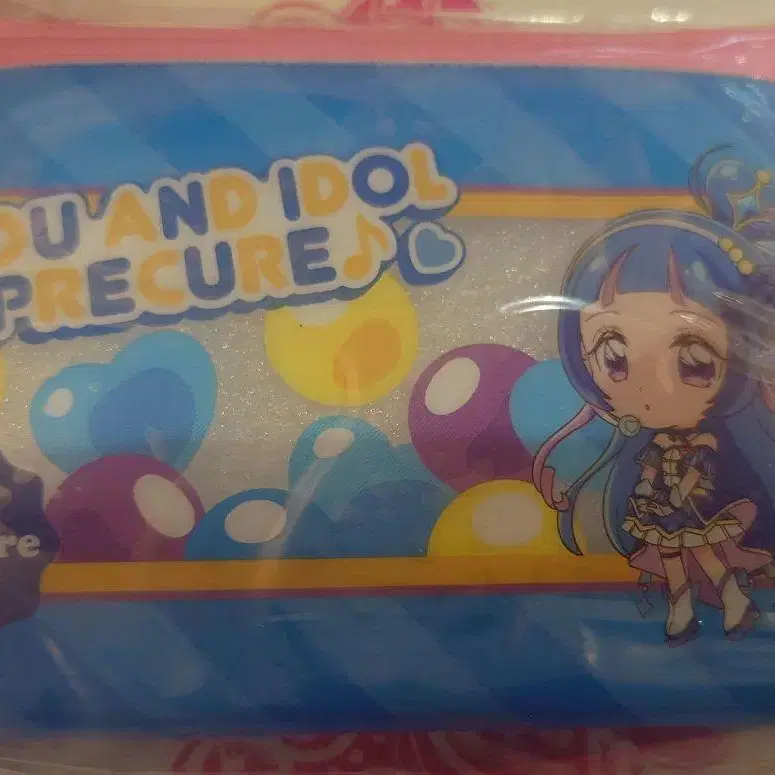 OU AND IDOL
PRECURE♪
re